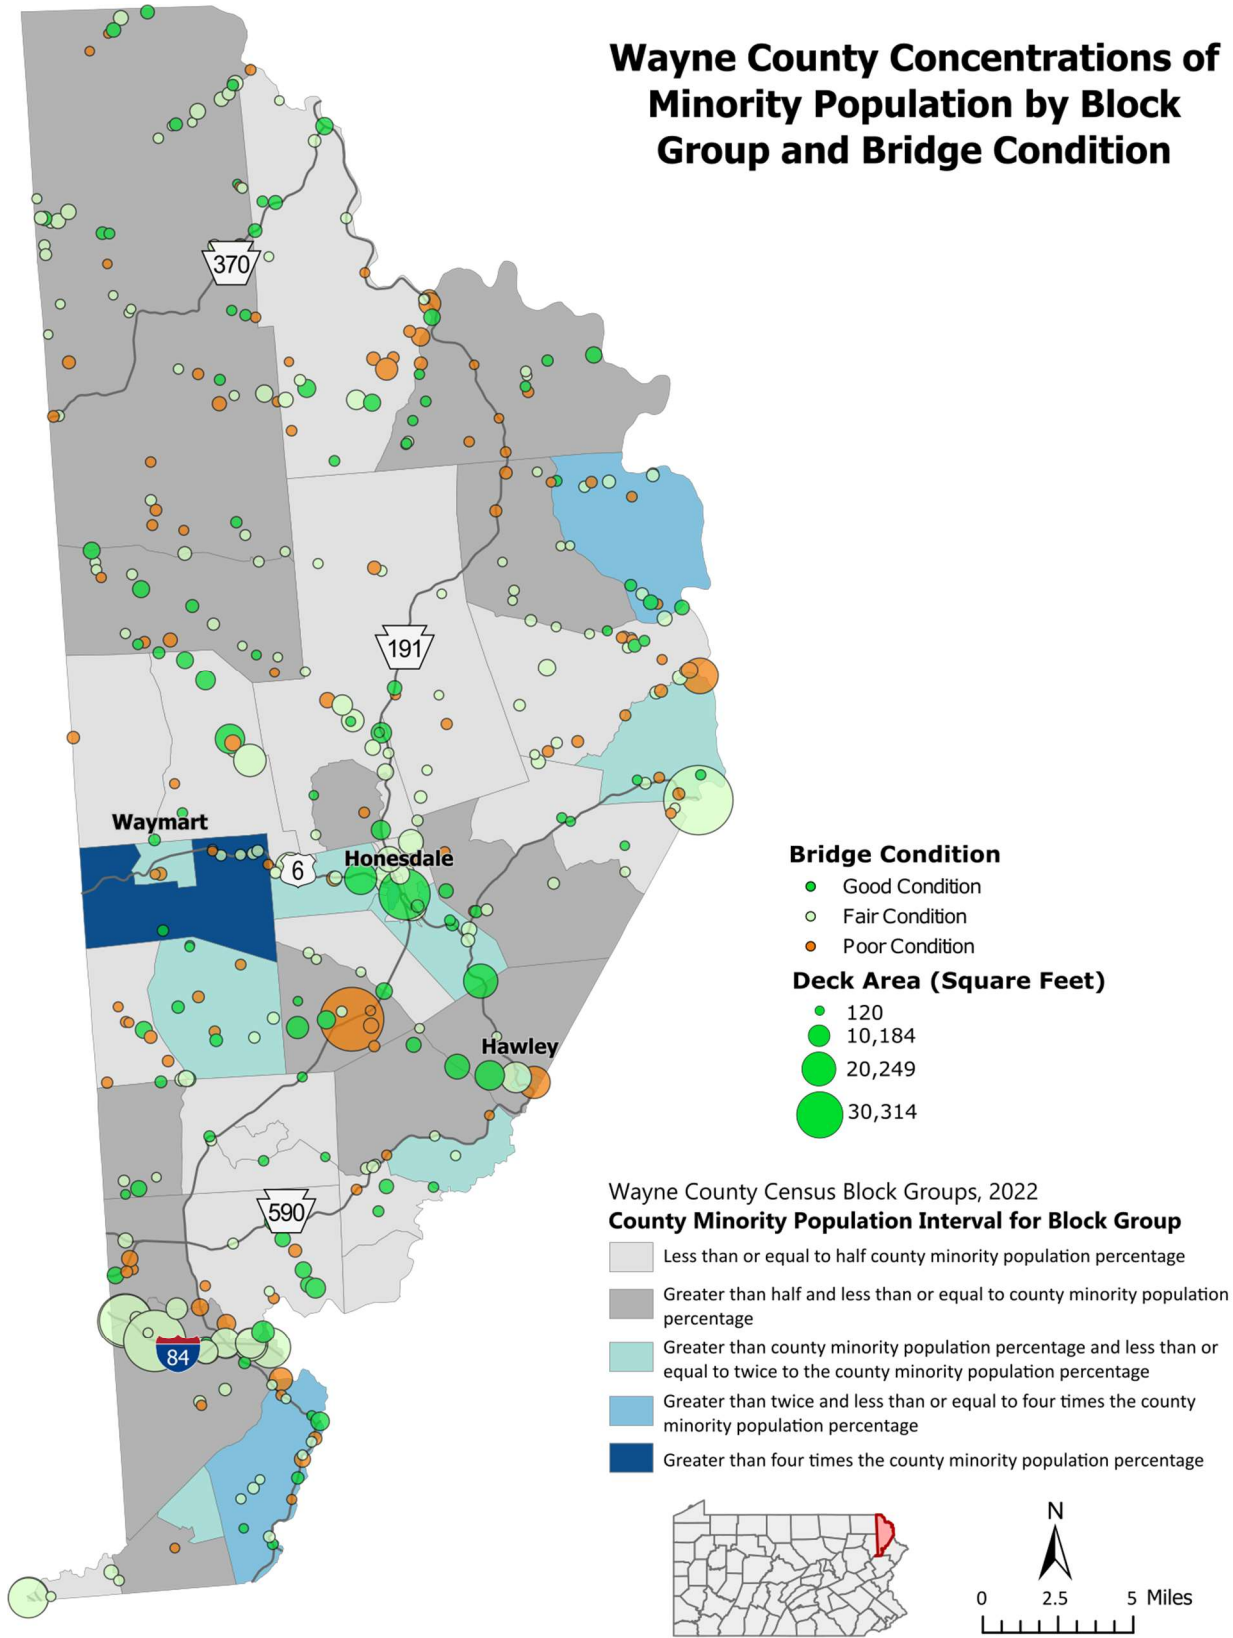 Wayne County Concentrations of
Minority Population by Block
Group and Bridge Condition
370
191
Waymart
6
Honesdale
Hawley
590
84
Bridge Condition
Good Condition
Fair Condition
Poor Condition
Deck Area (Square Feet)
120
10,184
20,249
30,314
Wayne County Census Block Groups, 2022
County Minority Population Interval for Block Group
Less than or equal to half county minority population percentage
Greater than half and less than or equal to county minority population
percentage
Greater than county minority population percentage and less than or
equal to twice to the county minority population percentage
Greater than twice and less than or equal to four times the county
minority population percentage
Greater than four times the county minority population percentage
N
0 2.5 5 Miles